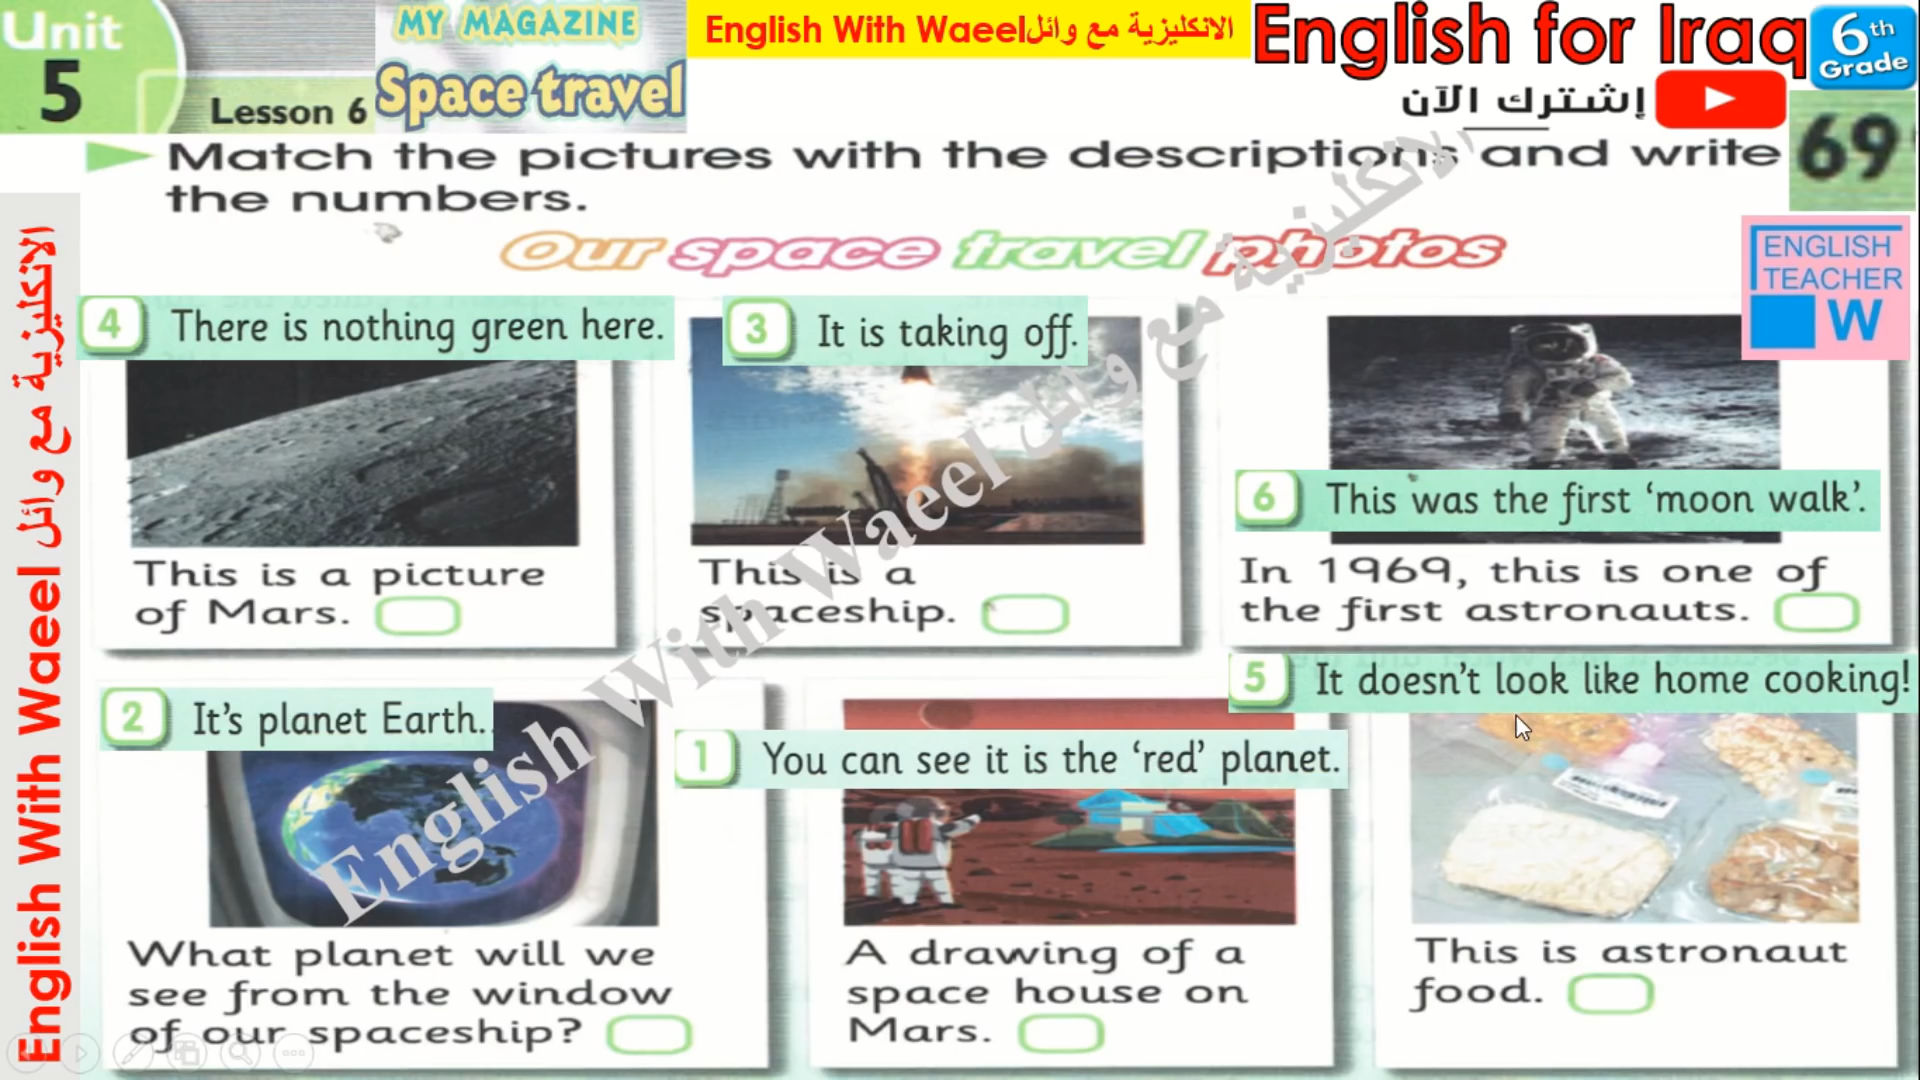 Unit
5
Lesson 6
MY MAGAZINE
Space travel
English With Waeelالانكليزية مع وائل
English for Iraq
6th
Grade
إشترك الآن
69
Match the pictures with the descriptions and write
the numbers.
Our space travel photos
ENGLISH
TEACHER
W
4 There is nothing green here.
This is a picture
of Mars.
3 It is taking off.
This is a
spaceship.
6 This was the first ‘moon walk’.
In 1969, this is one of
the first astronauts.
2 It’s planet Earth.
What planet will we
see from the window
of our spaceship?
1 You can see it is the ‘red’ planet.
A drawing of a
space house on
Mars.
5 It doesn’t look like home cooking!
This is astronaut
food.
English With Waeel الانكليزية مع وائل
English With Waeel الانكليزية مع وائل